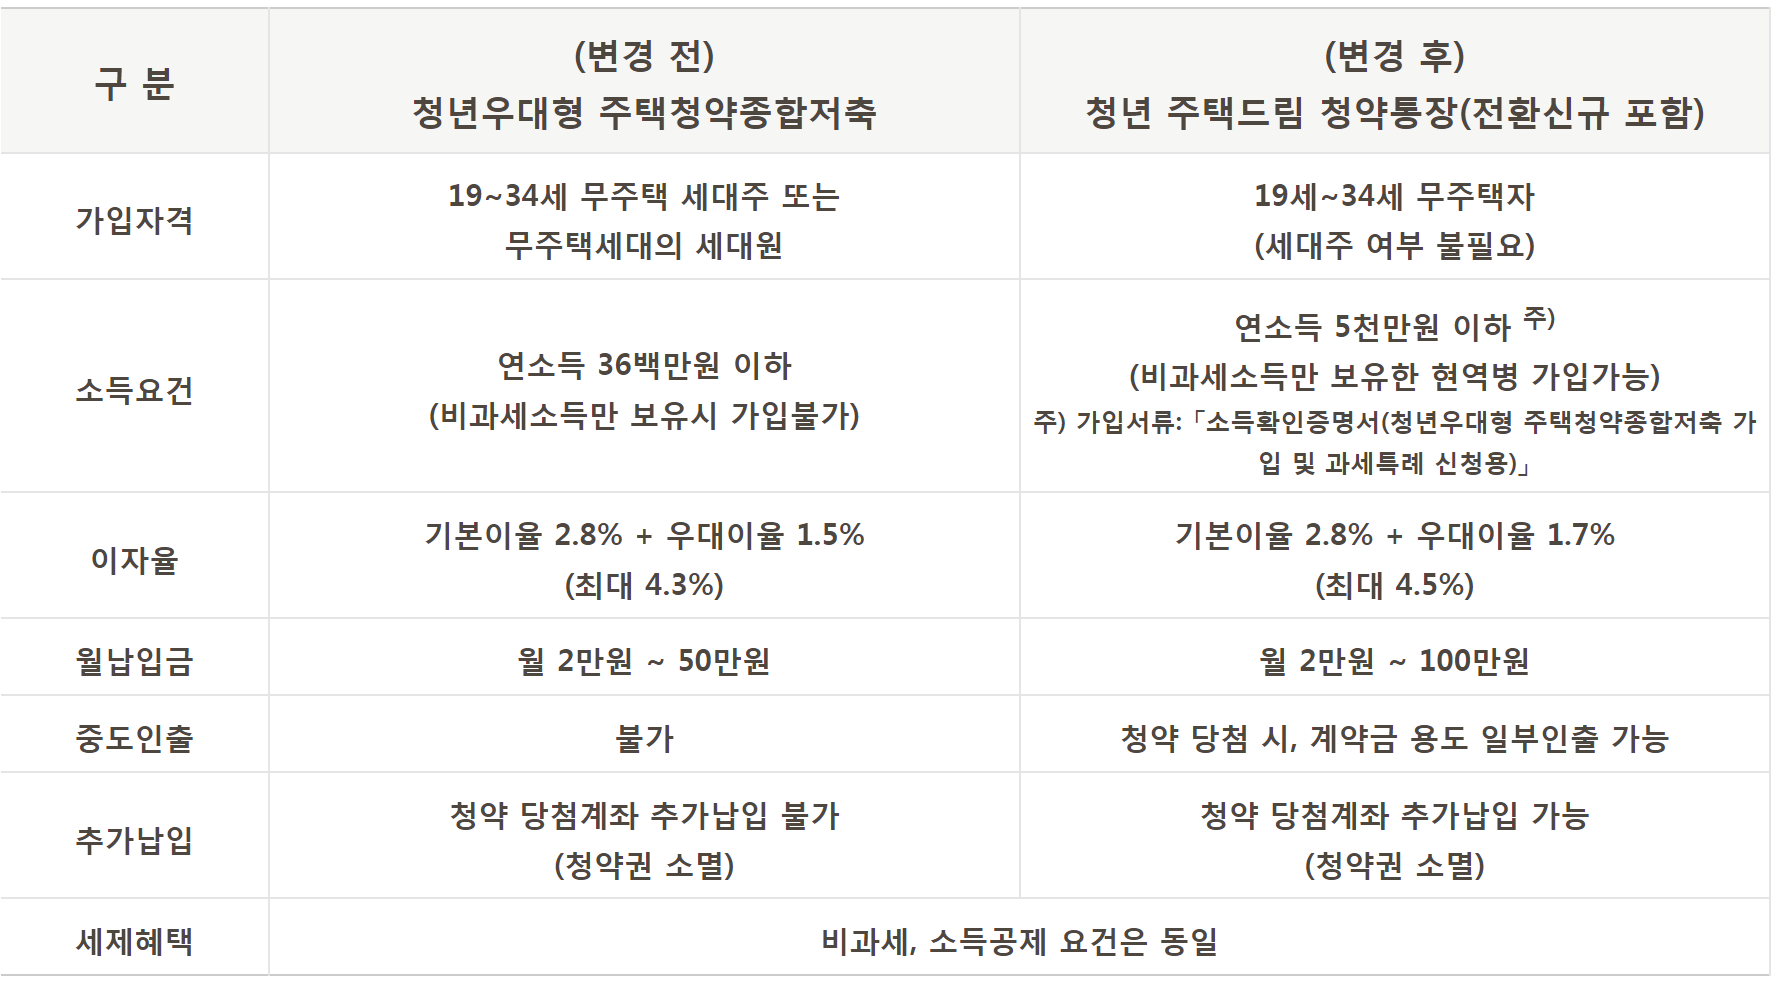 구 분
(변경 전)
청년우대형 주택청약종합저축
(변경 후)
청년 주택드림 청약통장(전환신규 포함)
가입자격
19~34세 무주택 세대주 또는
무주택세대의 세대원
19세~34세 무주택자
(세대주 여부 불필요)
소득요건
연소득 36백만원 이하
(비과세소득만 보유시 가입불가)
연소득 5천만원 이하 주)
(비과세소득만 보유한 현역병 가입가능)
주) 가입서류:「소득확인증명서(청년우대형 주택청약종합저축 가
입 및 과세특례 신청용)」
이자율
기본이율 2.8% + 우대이율 1.5%
(최대 4.3%)
기본이율 2.8% + 우대이율 1.7%
(최대 4.5%)
월납입금
월 2만원 ~ 50만원
월 2만원 ~ 100만원
중도인출
불가
청약 당첨 시, 계약금 용도 일부인출 가능
추가납입
청약 당첨계좌 추가납입 불가
(청약권 소멸)
청약 당첨계좌 추가납입 가능
(청약권 소멸)
세제혜택
비과세, 소득공제 요건은 동일